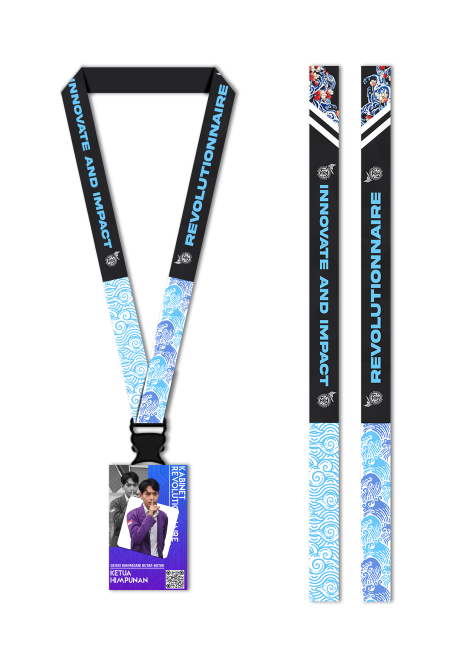 INNOVATE AND IMPACT
REVOLUTIONNAIRE
INNOVATE AND IMPACT
REVOLUTIONNAIRE
KABINET
REVOLUTIONNAIRE
KETUA
HIMPUNAN